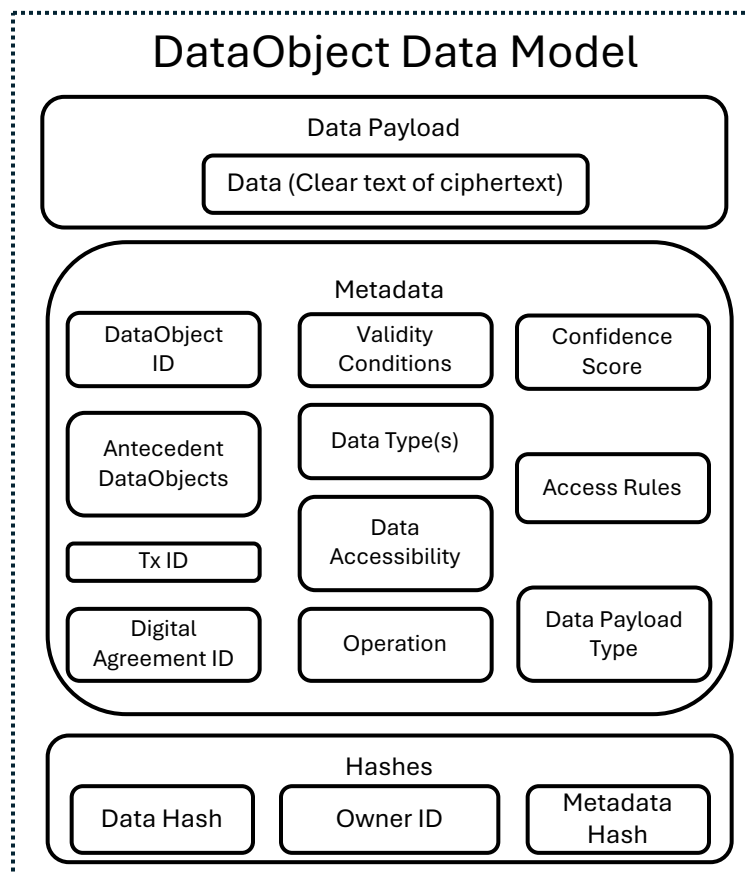 DataObject Data Model
Data Payload
Data (Clear text of ciphertext)
Metadata
DataObject
ID
Antecedent
DataObjects
Tx ID
Digital
Agreement ID
Validity
Conditions
Data Type(s)
Data
Accessibility
Operation
Confidence
Score
Access Rules
Data Payload
Type
Hashes
Data Hash
Owner ID
Metadata
Hash